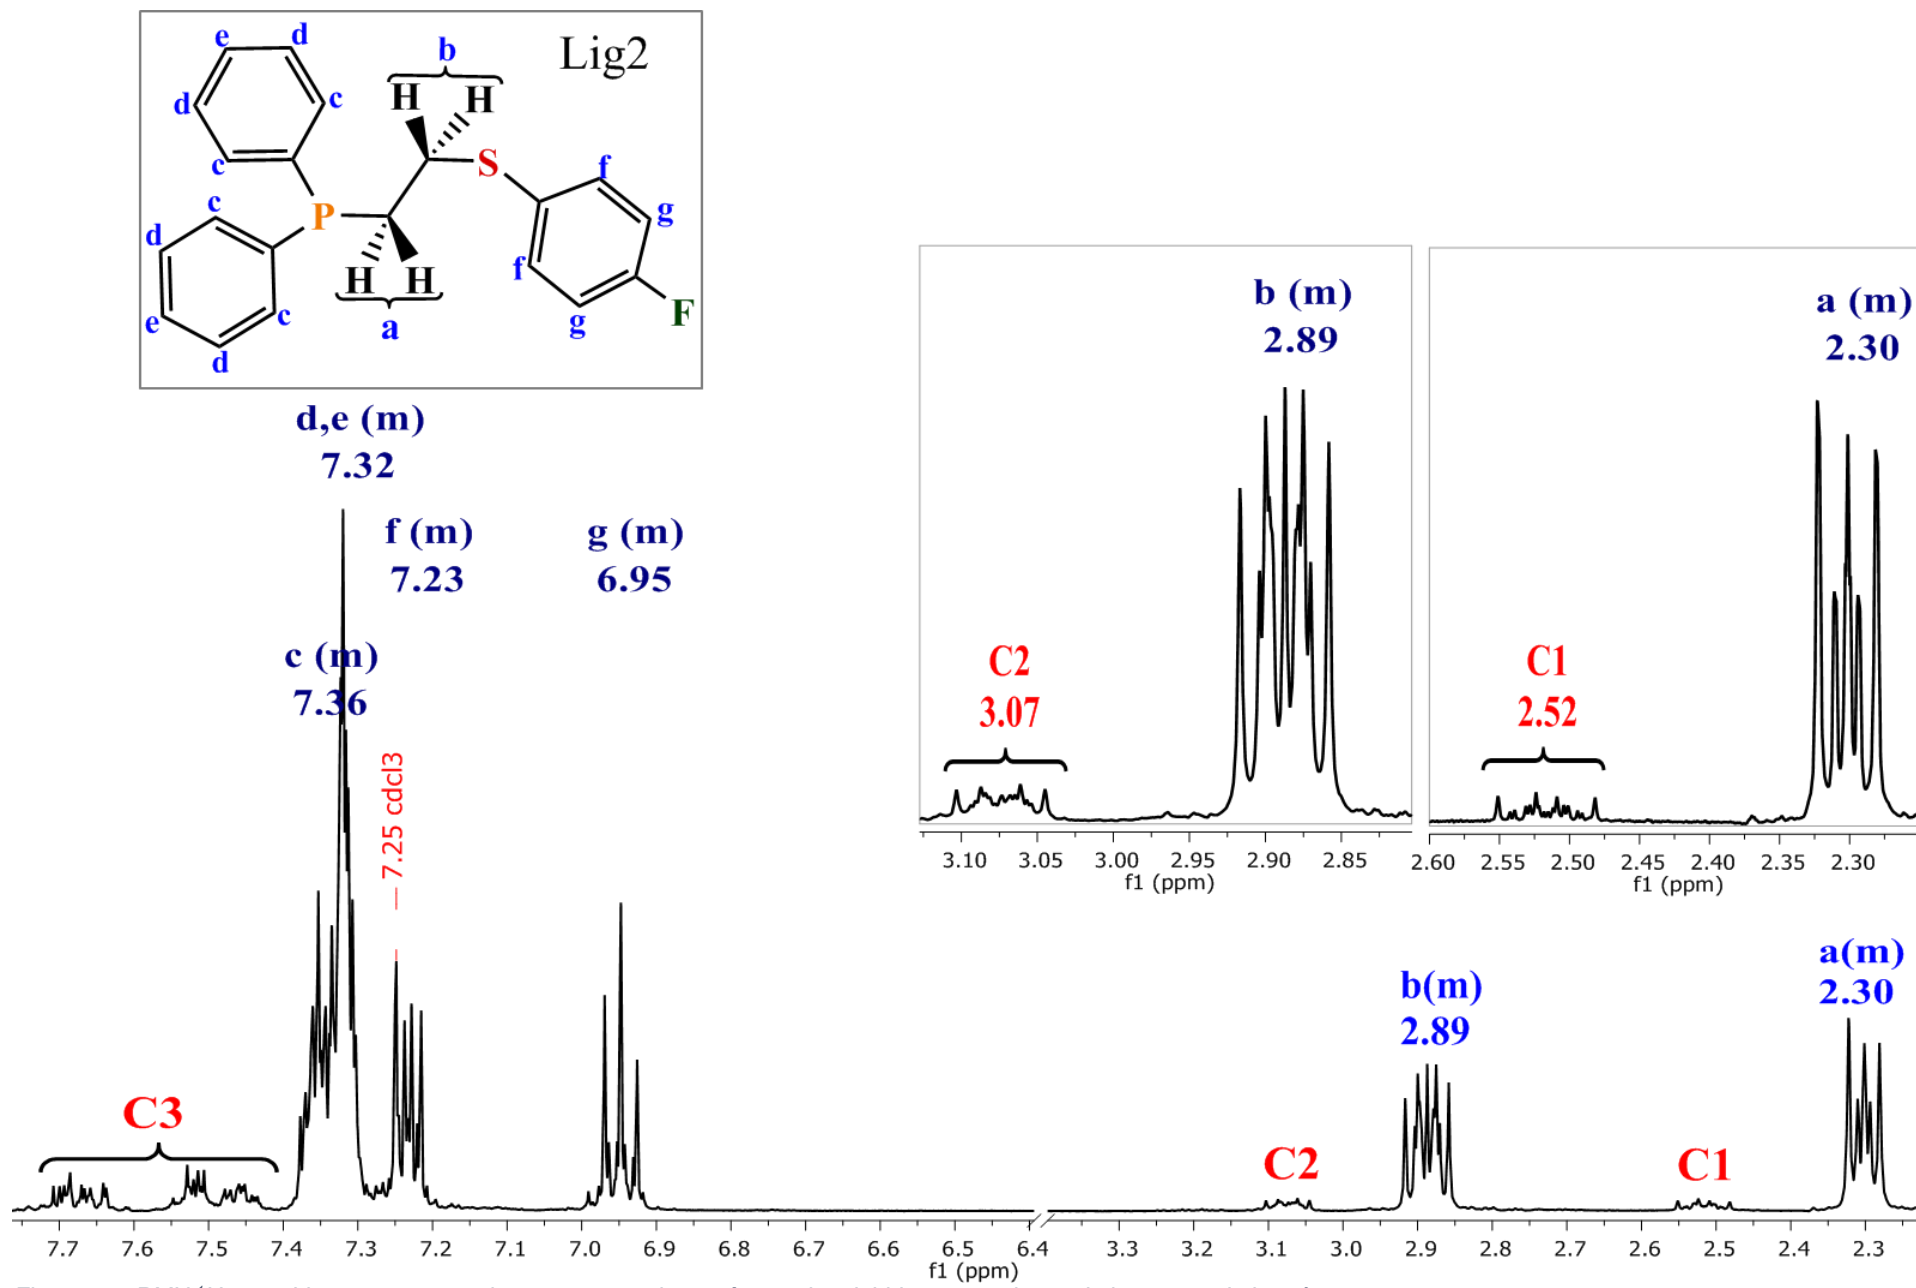 Lig2
e
d
b
H
H
d
c
c
S
f
c
P
g
d
f
H
H
e
c
a
g
F
d
d,e (m)
7.32
f (m)
7.23
g (m)
6.95
c (m)
7.36
7.25 cdcl3
C3
b (m)
2.89
C2
3.07
3.10 3.05 3.00 2.95 2.90 2.85
f1 (ppm)
a (m)
2.30
C1
2.52
2.60 2.55 2.50 2.45 2.40 2.35 2.30
f1 (ppm)
b(m)
2.89
a(m)
2.30
C2
C1
7.7 7.6 7.5 7.4 7.3 7.2 7.1 7.0 6.9 6.8 6.7 6.6 6.5 6.4 3.3 3.2 3.1 3.0 2.9 2.8 2.7 2.6 2.5 2.4 2.3
f1 (ppm)